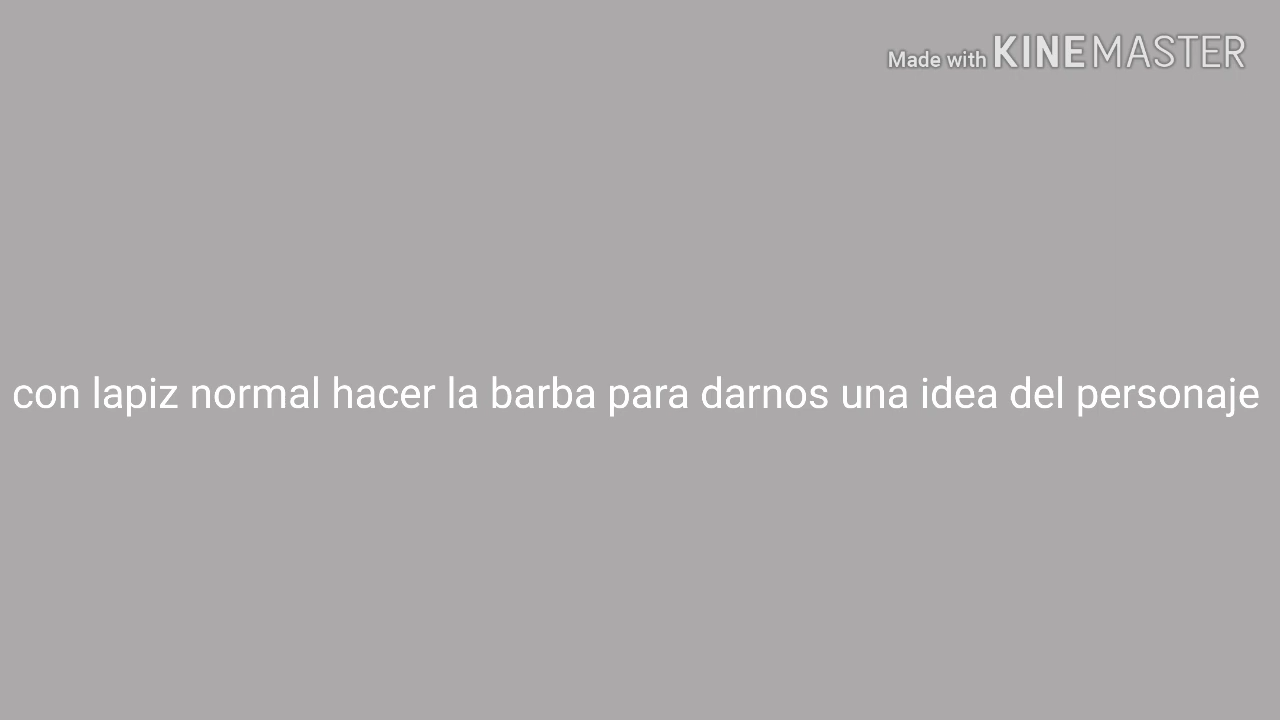 Made with KINEMASTER
con lapiz normal hacer la barba para darnos una idea del personaje